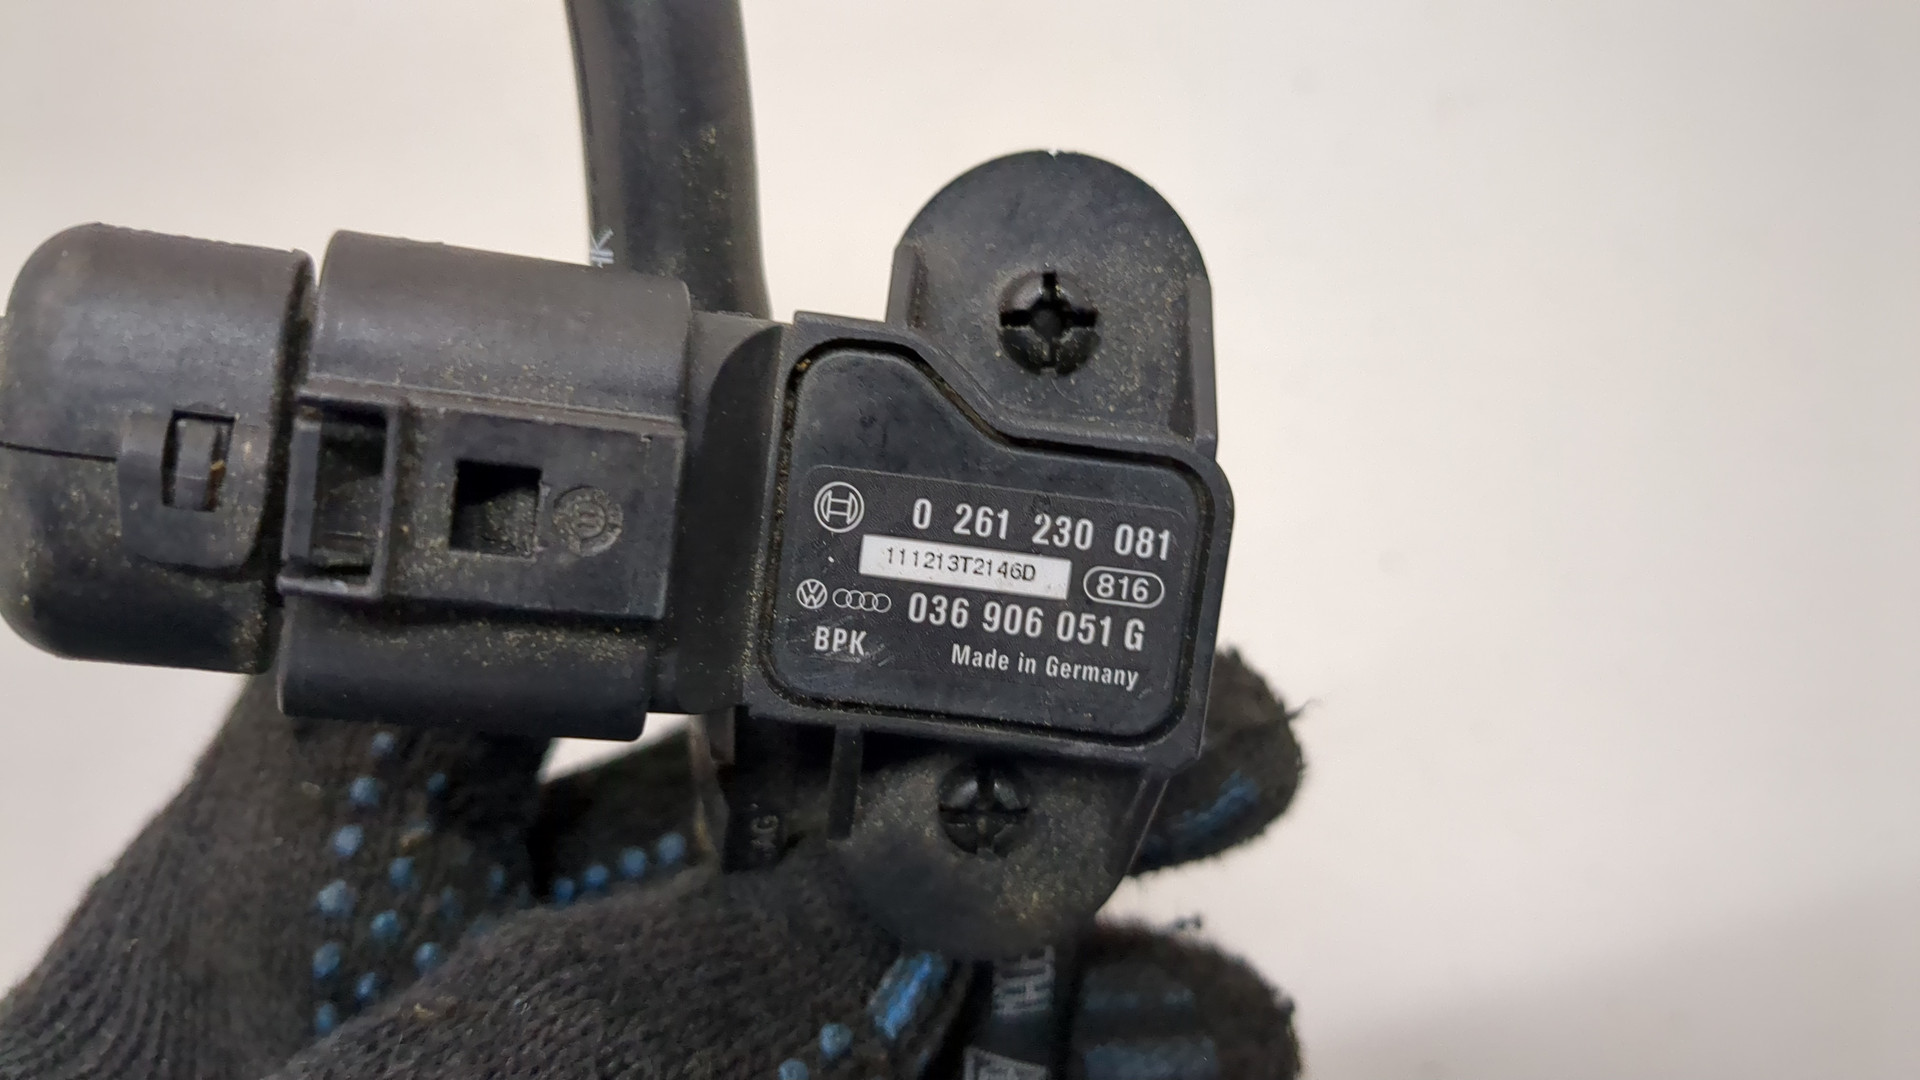 0 261 230 081
111213T2146D
816
036 906 051 G
BPK
Made in Germany